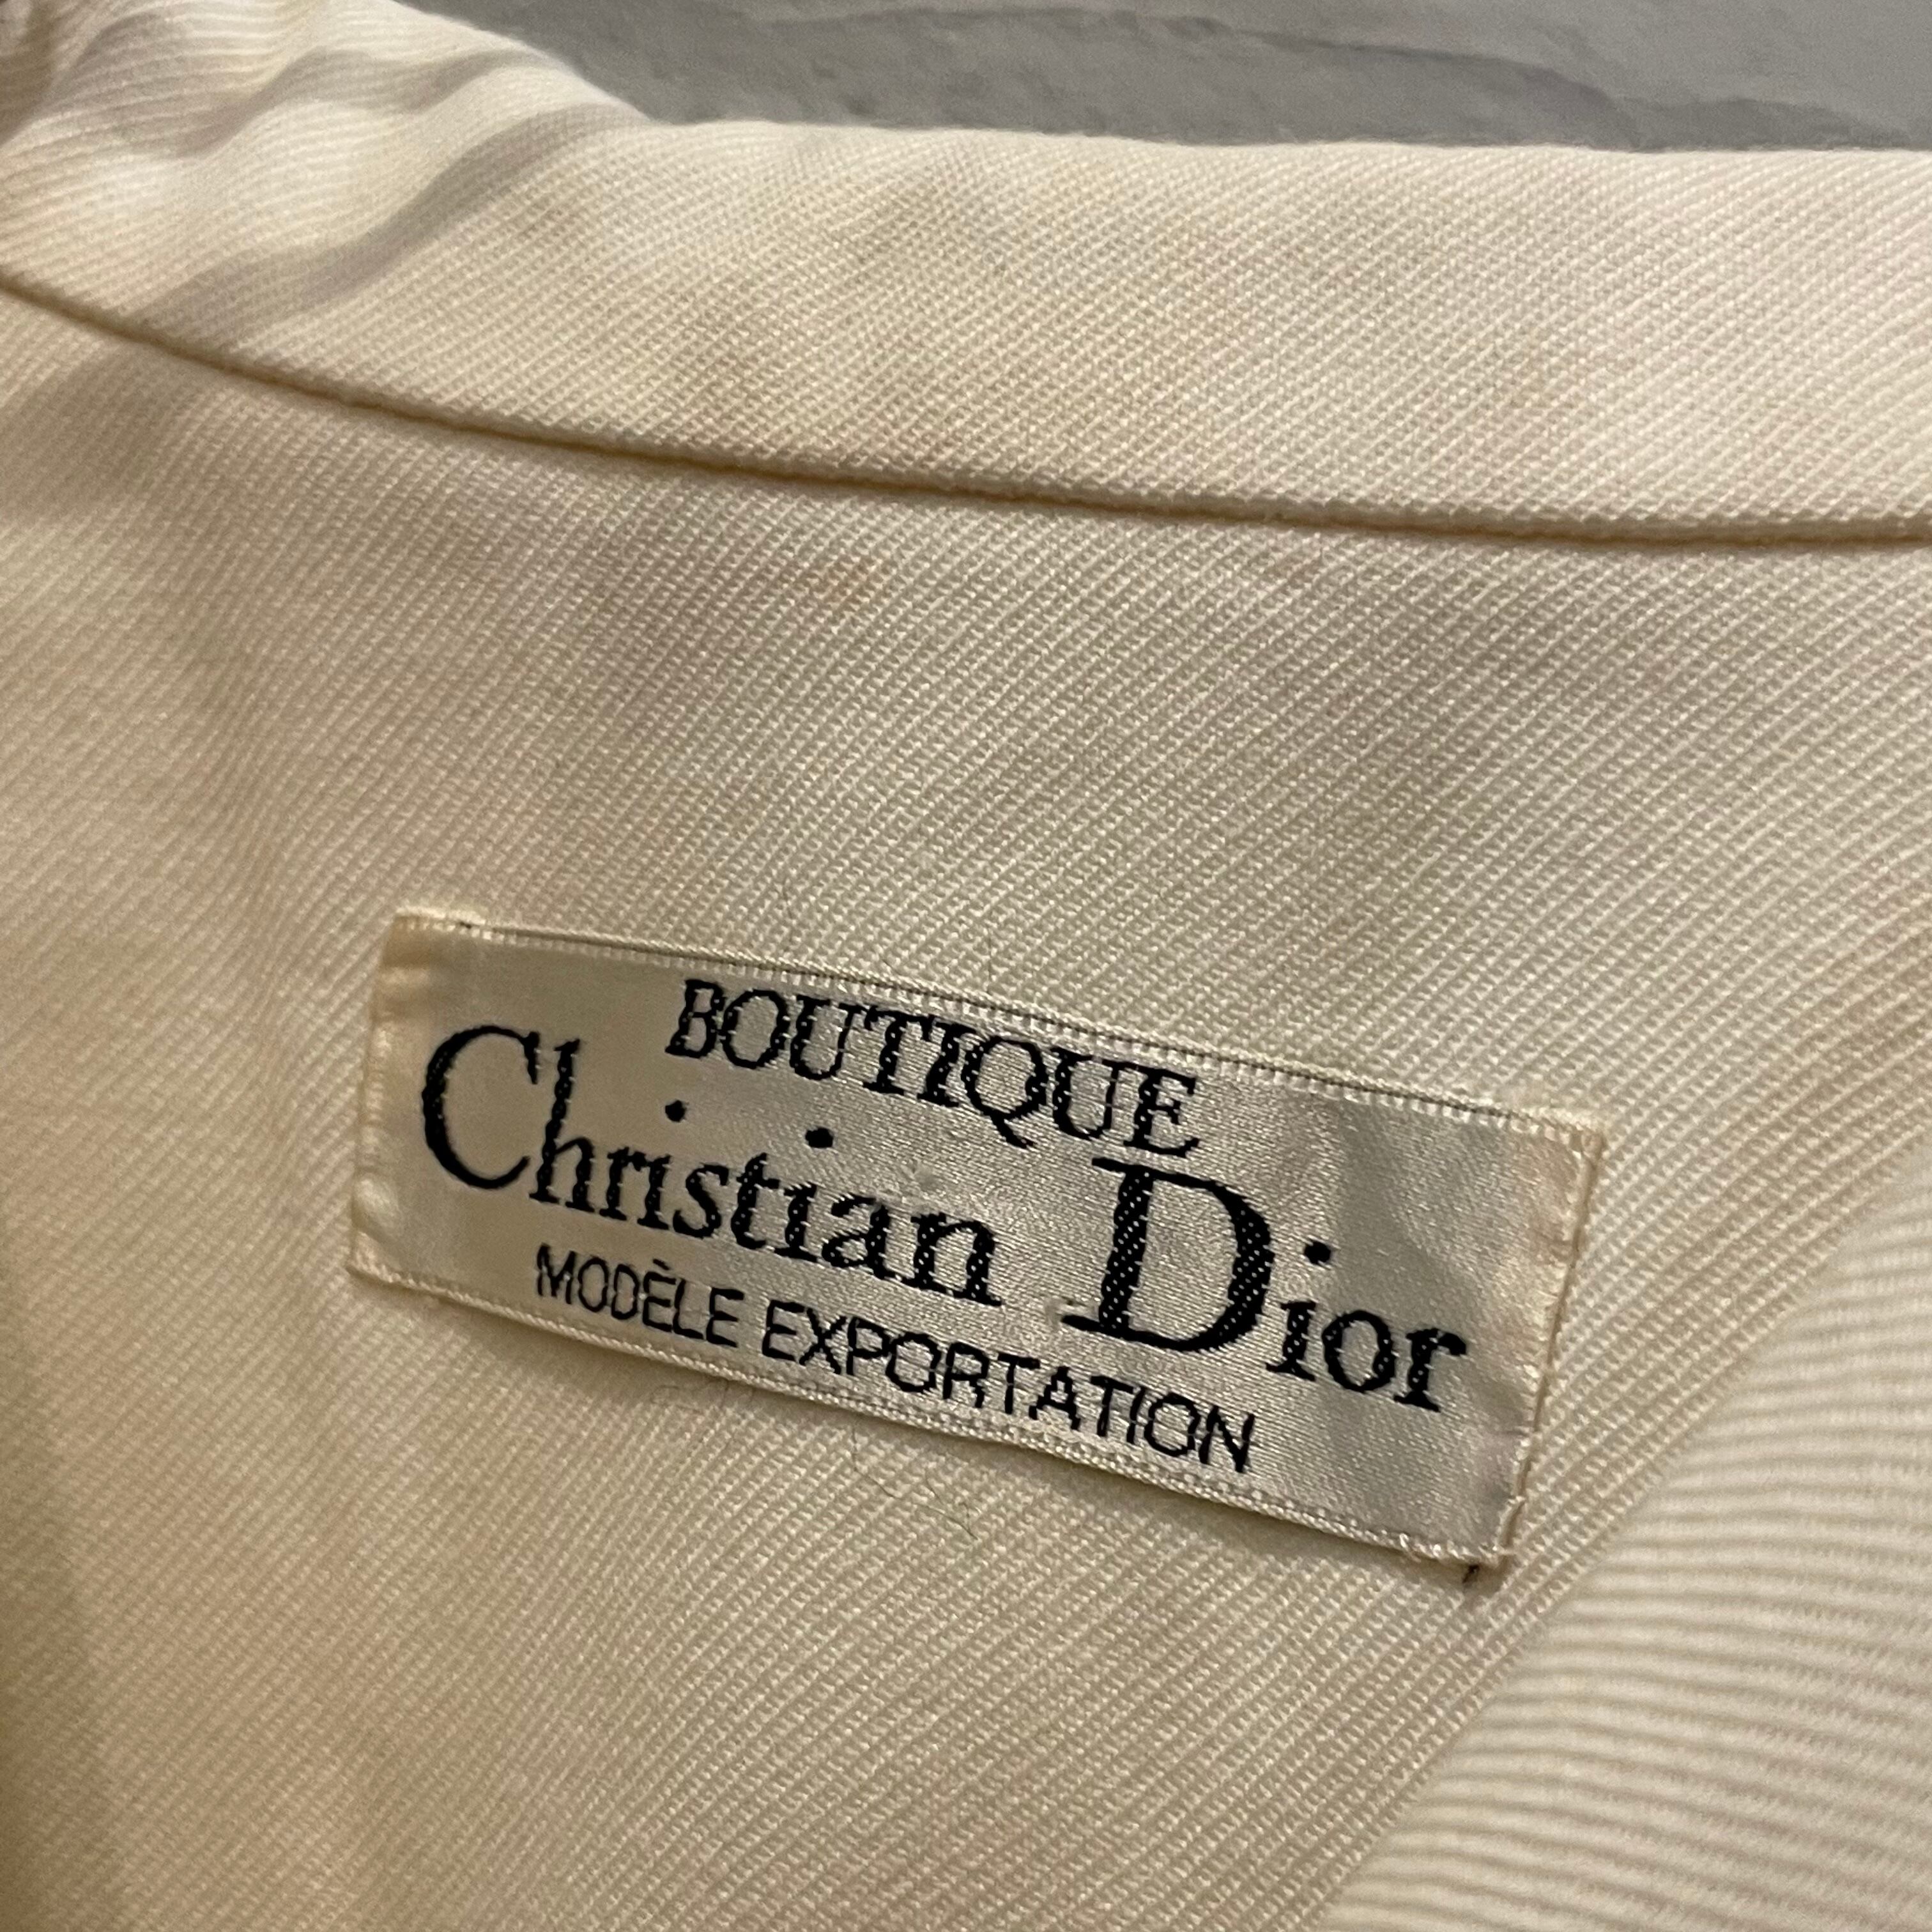 BOUTIQUE
Christian Dior
MODÈLE EXPORTATION